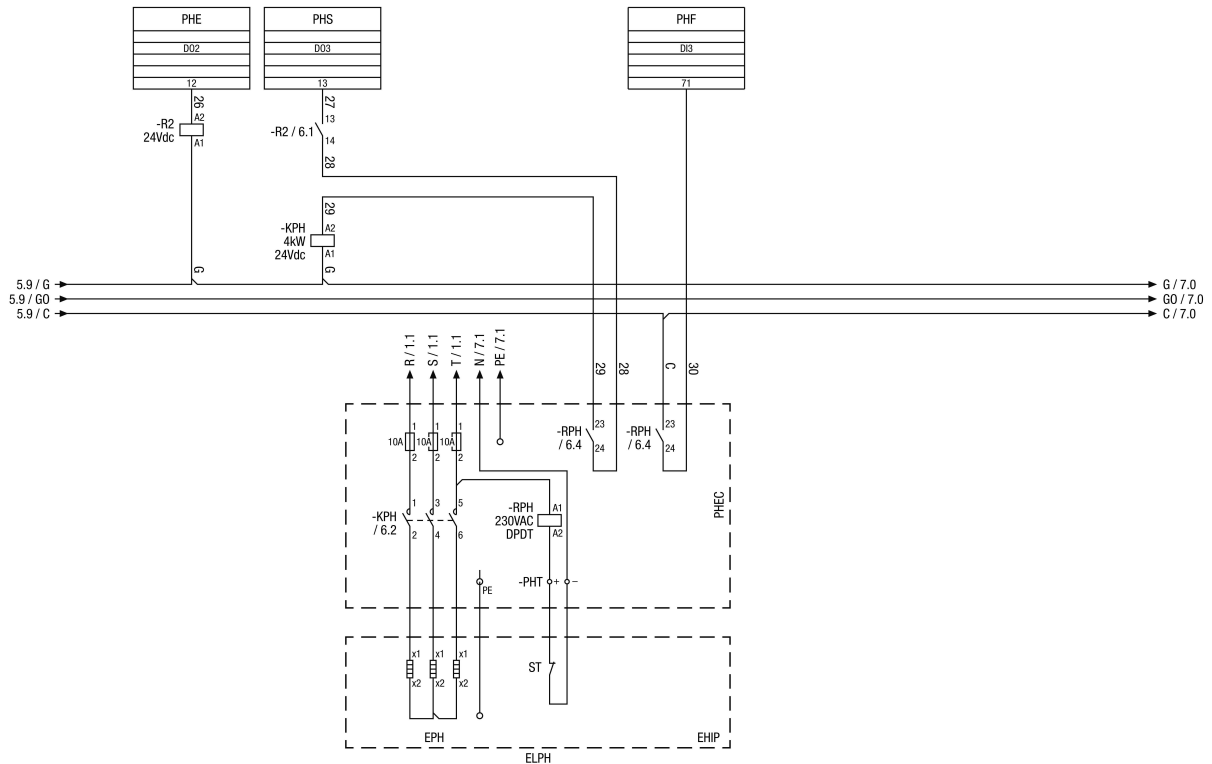 PHE
PHS
PHF
DO2
DO3
DI3
12
13
71
26
27
-R2
24Vdc
A2
A1
-R2 / 6.1
13
14
28
29
-KPH
4kW
24Vdc
A2
A1
G
G
5.9 / G
G / 7.0
5.9 / GO
GO / 7.0
5.9 / C
C / 7.0
R / 1.1
S / 1.1
T / 1.1
N / 7.1
PE / 7.1
29
28
C
30
10A
1
2
10A
1
2
10A
1
2
-RPH
/ 6.4
23
24
-RPH
/ 6.4
23
24
-KPH
/ 6.2
1
2
3
4
5
6
-RPH
230VAC
DPDT
A1
A2
PHEC
-PHT
+
–
PE
x1
x2
x1
x2
x1
x2
ST
EPH
EHIP
ELPH